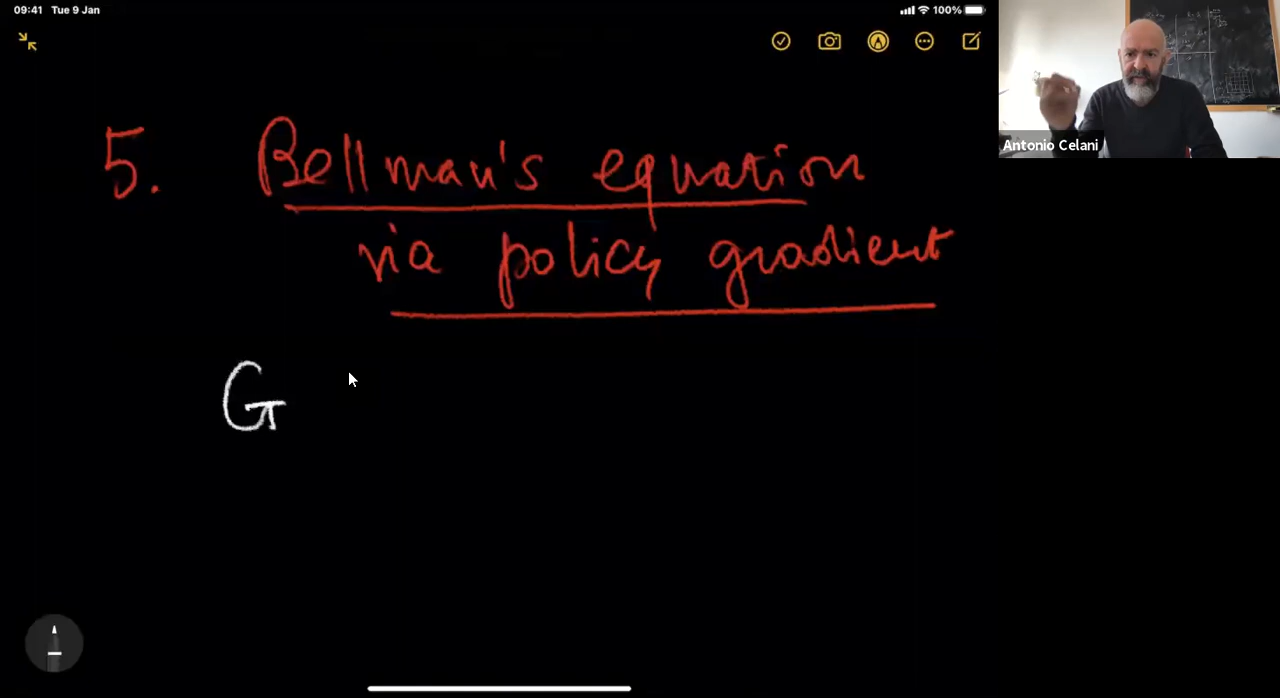 09:41 Tue 9 Jan 100%
Antonio Celani
5. Bellman's equation
via policy gradient
G